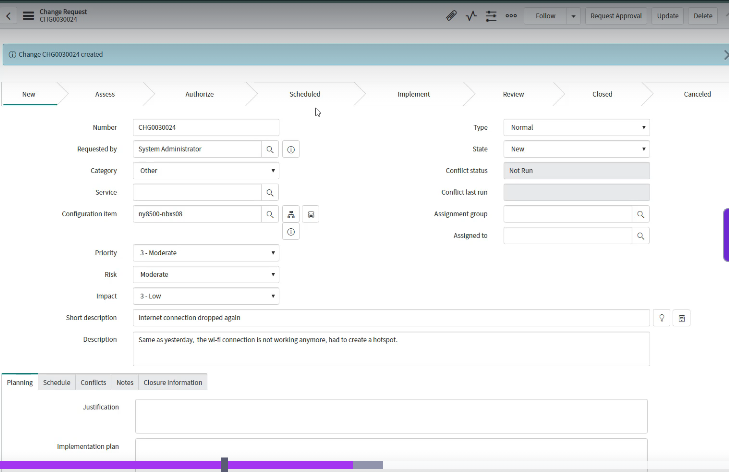 Change Request
CHG0030024
Follow
Request Approval
Update
Delete
Change CHG0030024 created
New
Assess
Authorize
Scheduled
Implement
Review
Closed
Canceled
Number CHG0030024
Type Normal
Requested by System Administrator
State New
Category Other
Conflict status Not Run
Service
Conflict last run
Configuration item ny8500-nbxs08
Assignment group
Assigned to
Priority 3 - Moderate
Risk Moderate
Impact 3 - Low
Short description Internet connection dropped again
Description Same as yesterday, the wi-fi connection is not working anymore, had to create a hotspot.
Planning
Schedule
Conflicts
Notes
Closure Information
Justification
Implementation plan